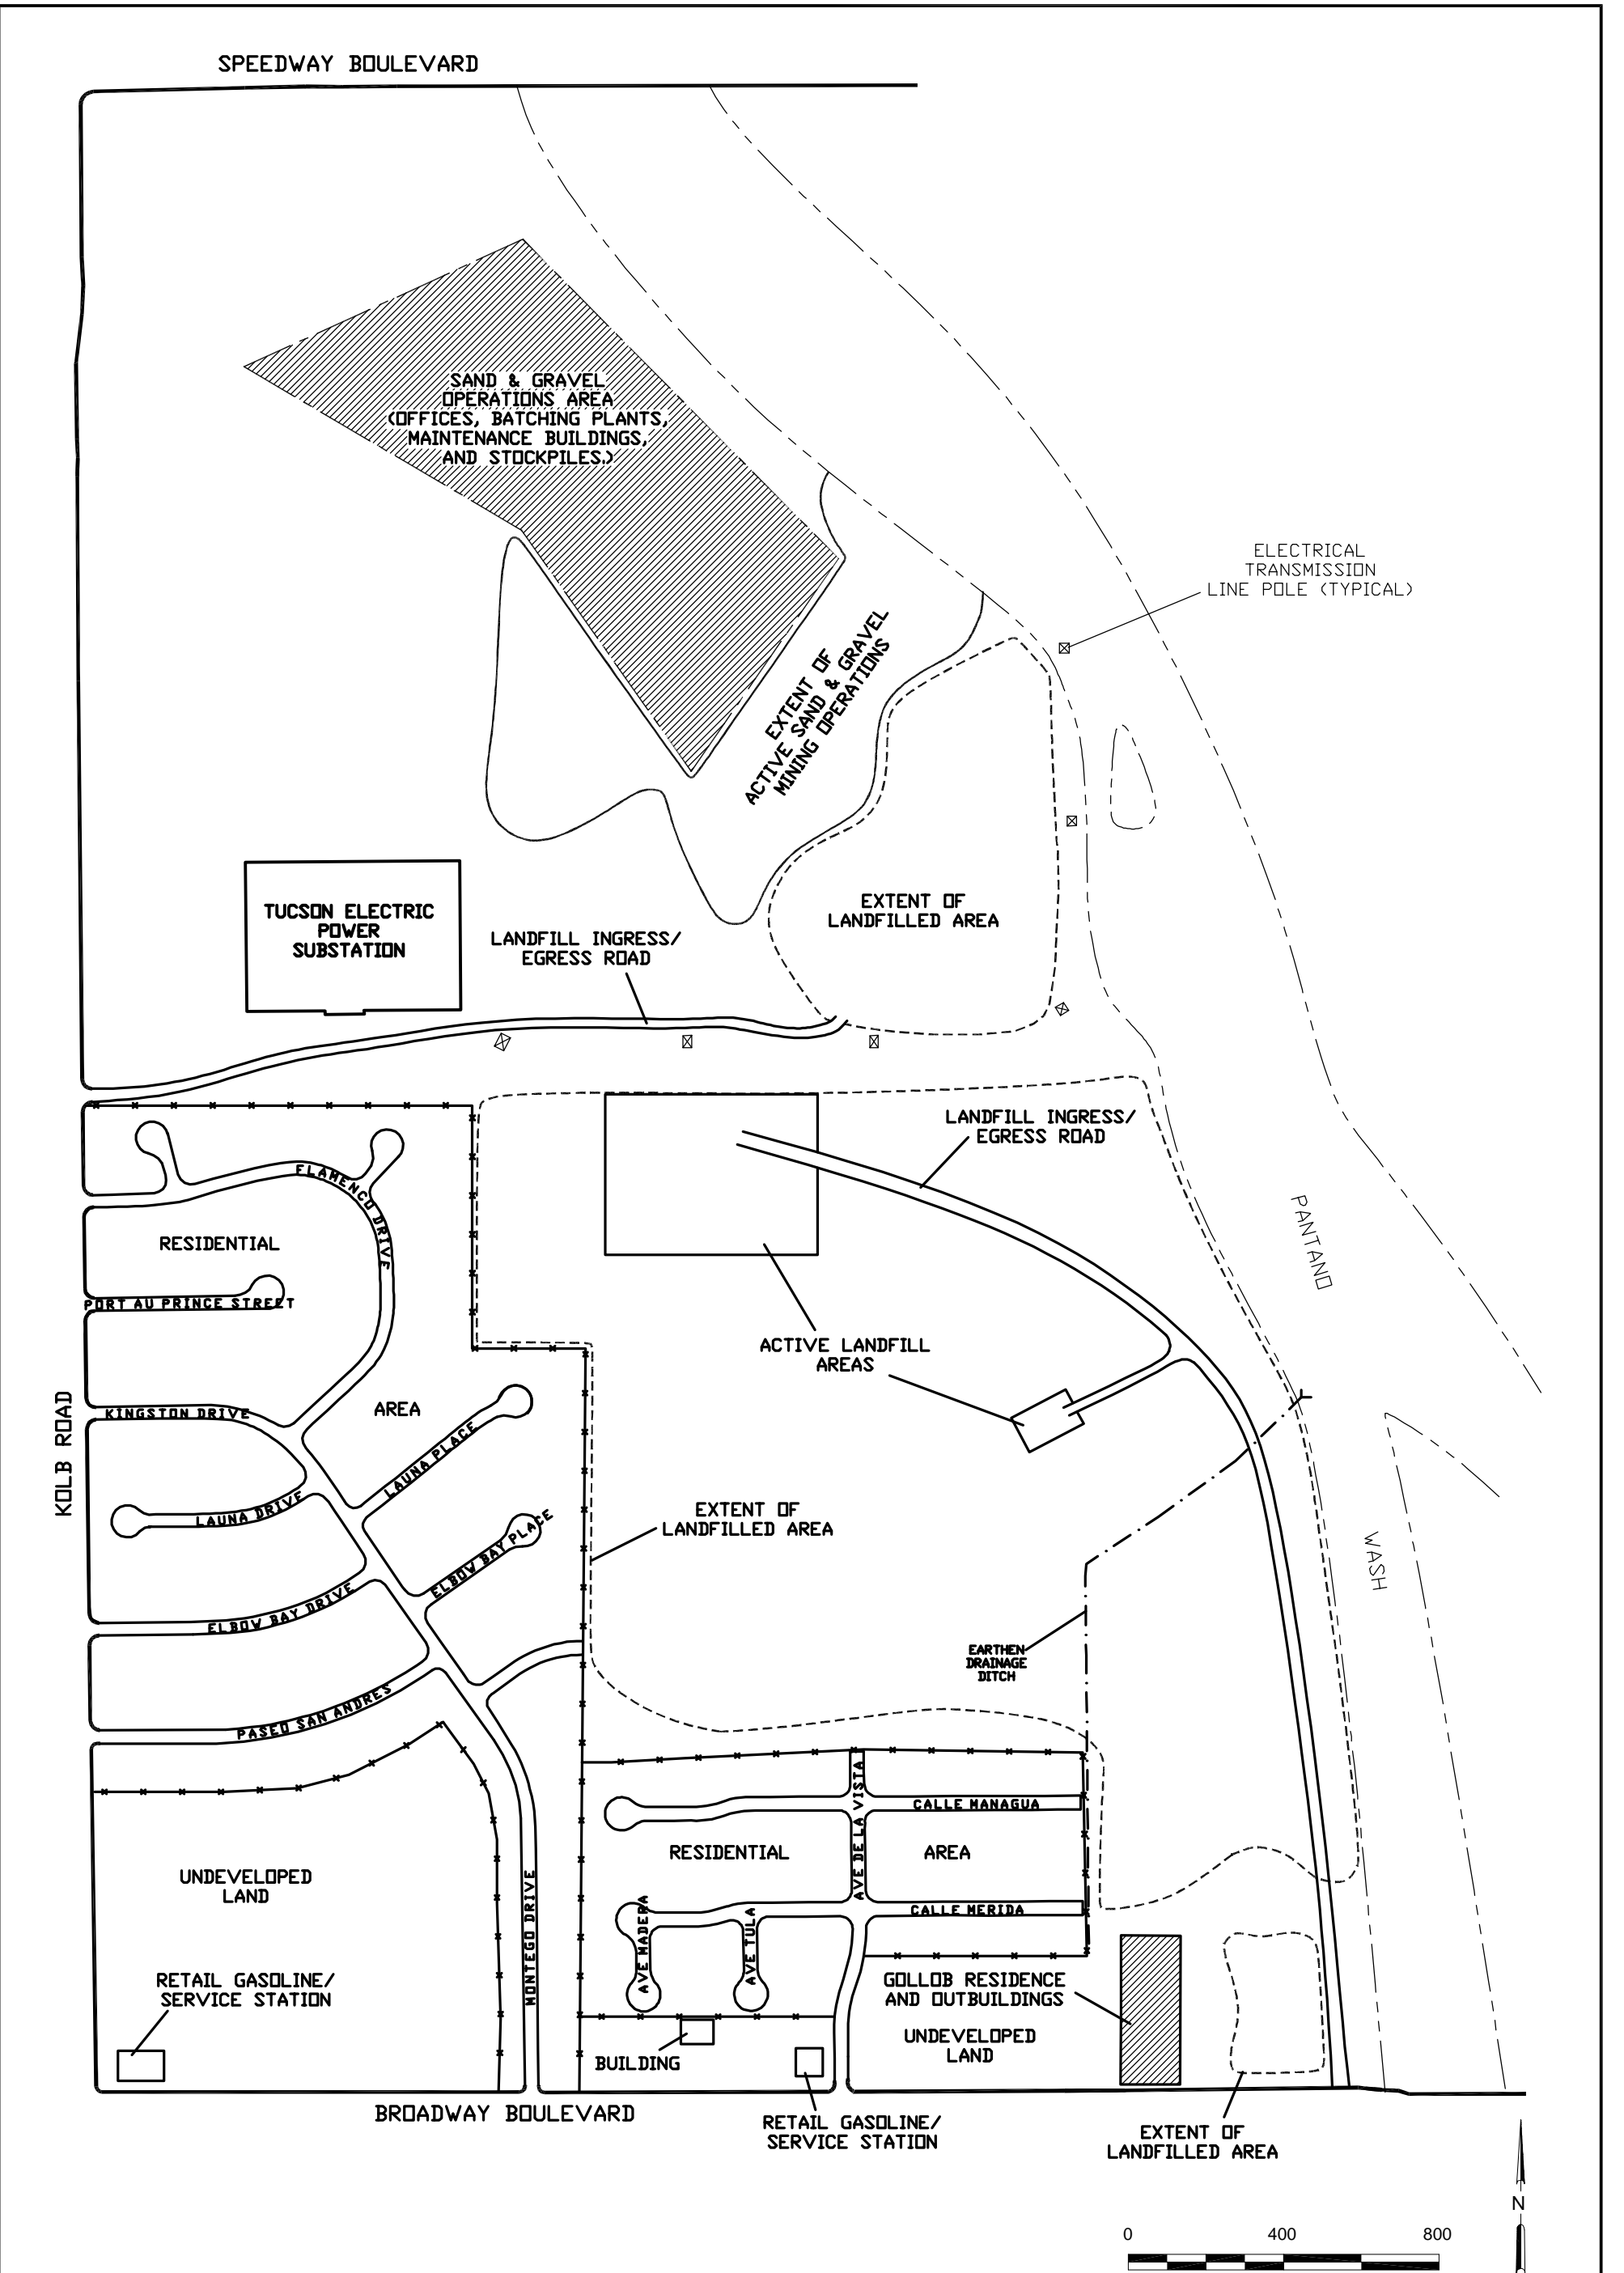 SPEEDWAY BOULEVARD
SAND & GRAVEL
OPERATIONS AREA
(OFFICES, BATCHING PLANTS,
MAINTENANCE BUILDINGS,
AND STOCKPILES.)
ELECTRICAL
TRANSMISSION
LINE POLE (TYPICAL)
EXTENT OF
ACTIVE SAND & GRAVEL
MINING OPERATIONS
TUCSON ELECTRIC
POWER
SUBSTATION
LANDFILL INGRESS/
EGRESS ROAD
EXTENT OF
LANDFILLED AREA
LANDFILL INGRESS/
EGRESS ROAD
FLAMENCO DRIVE
RESIDENTIAL
PORT AU PRINCE STREET
PANTANO
ACTIVE LANDFILL
AREAS
KOLB ROAD
KINGSTON DRIVE
AREA
LAUNA PLACE
LAUNA DRIVE
EXTENT OF
LANDFILLED AREA
ELBOW BAY PLACE
WASH
ELBOW BAY DRIVE
EARTHEN
DRAINAGE
DITCH
PASEO SAN ANDRES
AVE DE LA VISTA
CALLE MANAGUA
RESIDENTIAL
AREA
UNDEVELOPED
LAND
MONTEGO DRIVE
AVE MADERA
AVE TULA
CALLE MERIDA
RETAIL GASOLINE/
SERVICE STATION
GOLLOB RESIDENCE
AND OUTBUILDINGS
UNDEVELOPED
LAND
BUILDING
BROADWAY BOULEVARD
RETAIL GASOLINE/
SERVICE STATION
EXTENT OF
LANDFILLED AREA
N
0 400 800